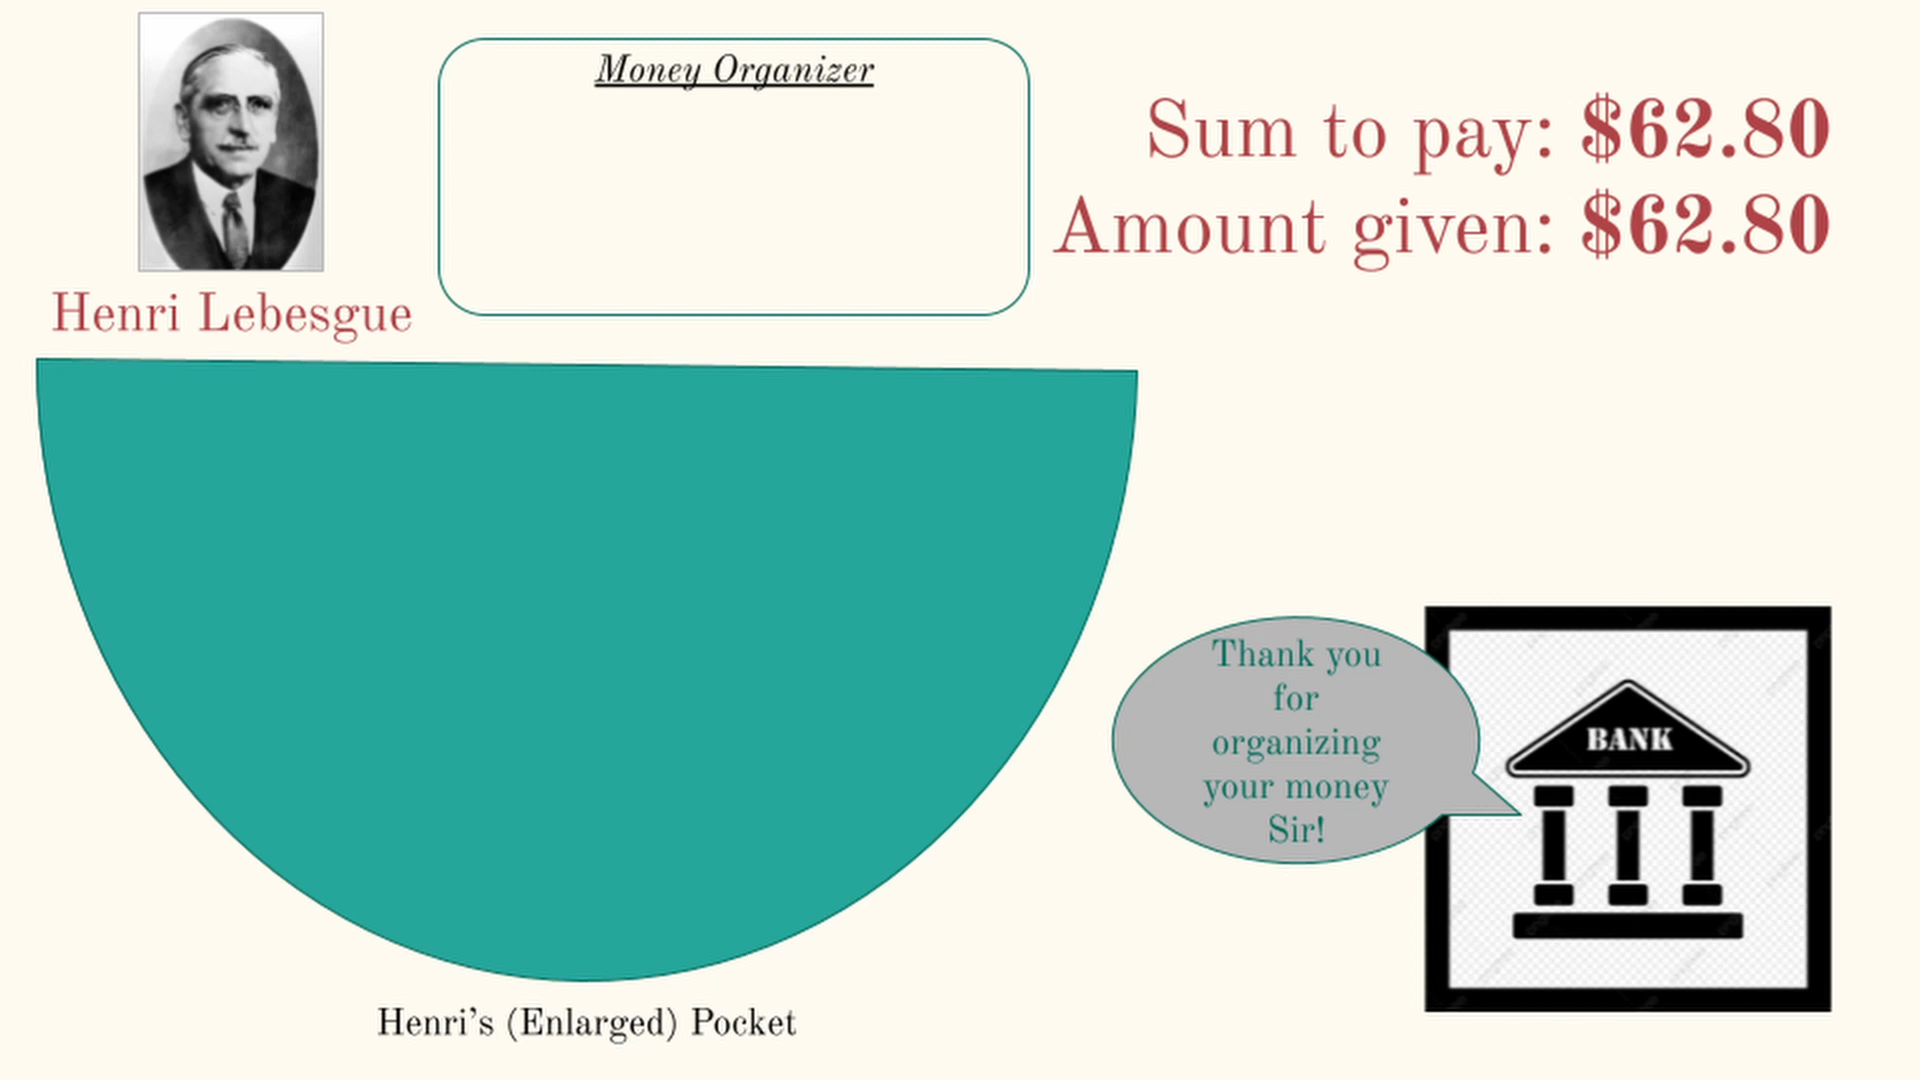 Money Organizer
Sum to pay: $62.80
Amount given: $62.80
Henri Lebesgue
Thank you
for
organizing
your money
Sir!
BANK
Henri’s (Enlarged) Pocket